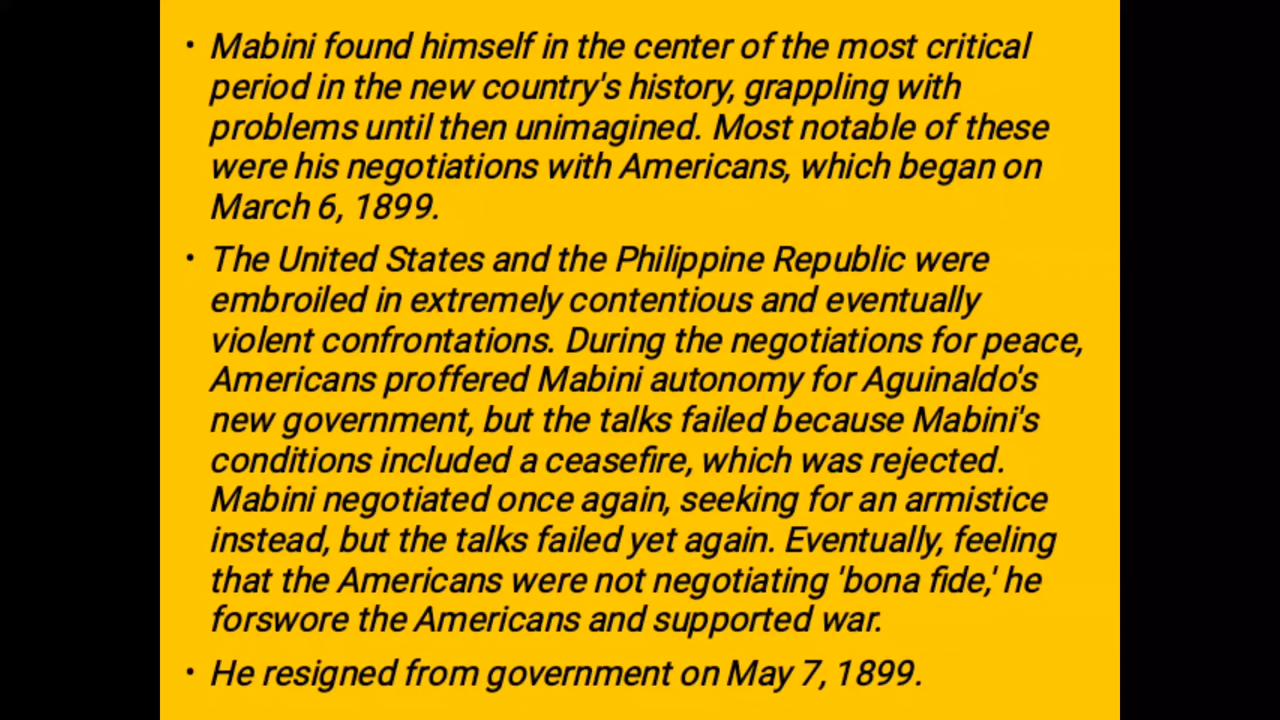 • Mabini found himself in the center of the most critical
period in the new country's history, grappling with
problems until then unimagined. Most notable of these
were his negotiations with Americans, which began on
March 6, 1899.
• The United States and the Philippine Republic were
embroiled in extremely contentious and eventually
violent confrontations. During the negotiations for peace,
Americans proffered Mabini autonomy for Aguinaldo's
new government, but the talks failed because Mabini's
conditions included a ceasefire, which was rejected.
Mabini negotiated once again, seeking for an armistice
instead, but the talks failed yet again. Eventually, feeling
that the Americans were not negotiating 'bona fide,' he
forswore the Americans and supported war.
• He resigned from government on May 7, 1899.